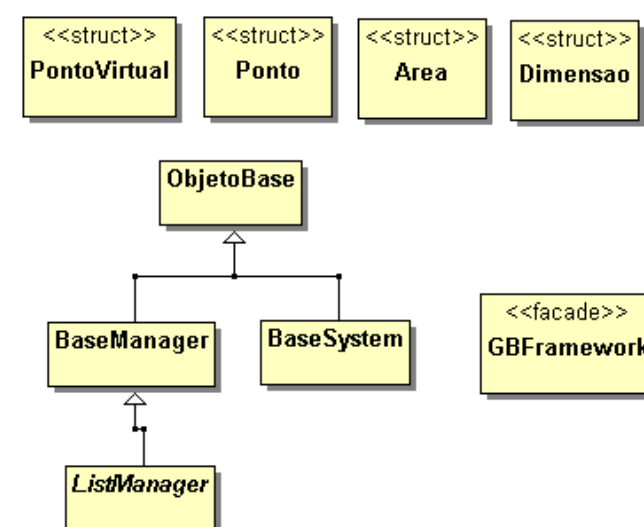 <<struct>>
PontoVirtual
<<struct>>
Ponto
<<struct>>
Area
<<struct>>
Dimensao
ObjetoBase
BaseManager
BaseSystem
<<facade>>
GBFramework
ListManager